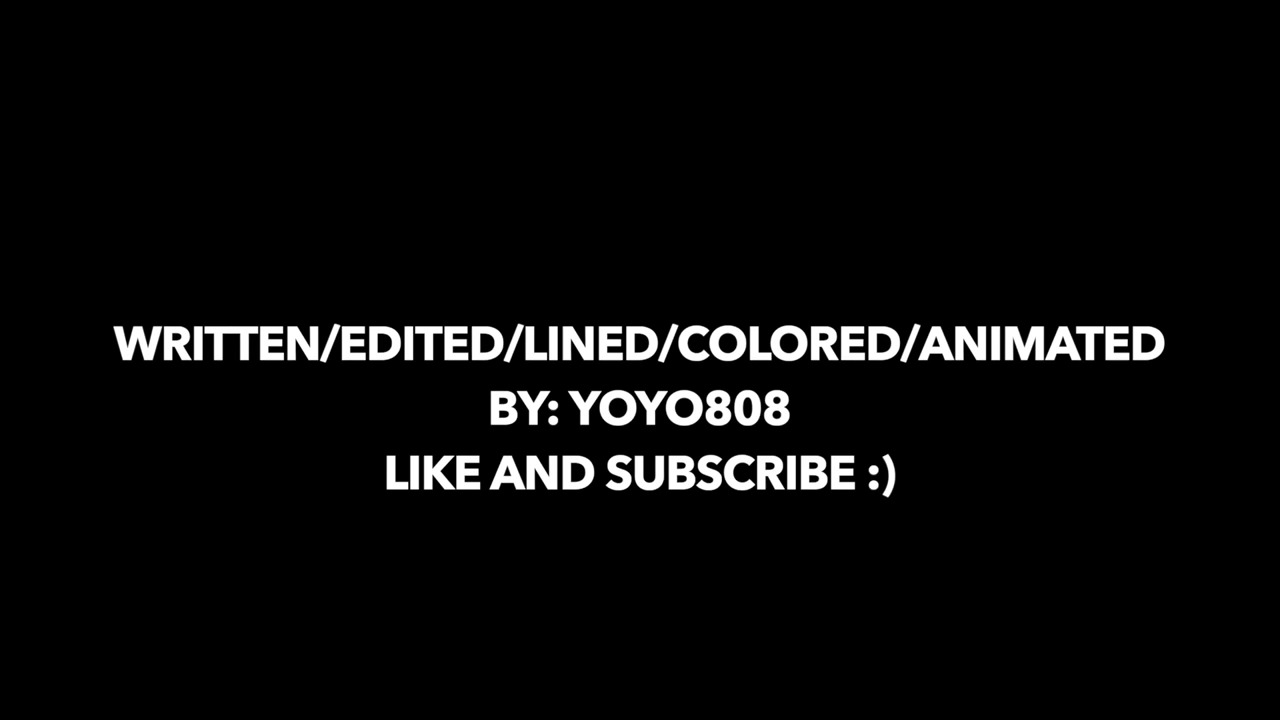 WRITTEN/EDITED/LINED/COLORED/ANIMATED
BY: YOYO808
LIKE AND SUBSCRIBE :)